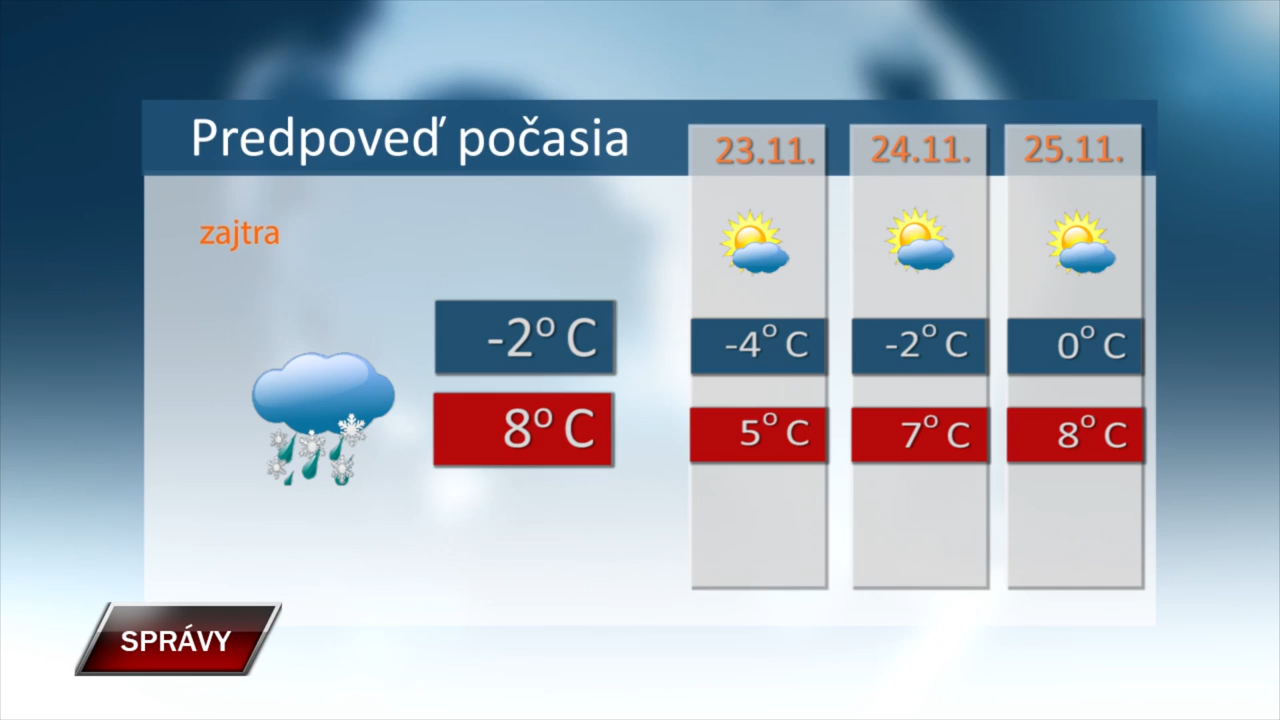 Predpoveď počasia
23.11.
24.11.
25.11.
zajtra
-2° C
8° C
-4° C
-2° C
0° C
5° C
7° C
8° C
SPRÁVY